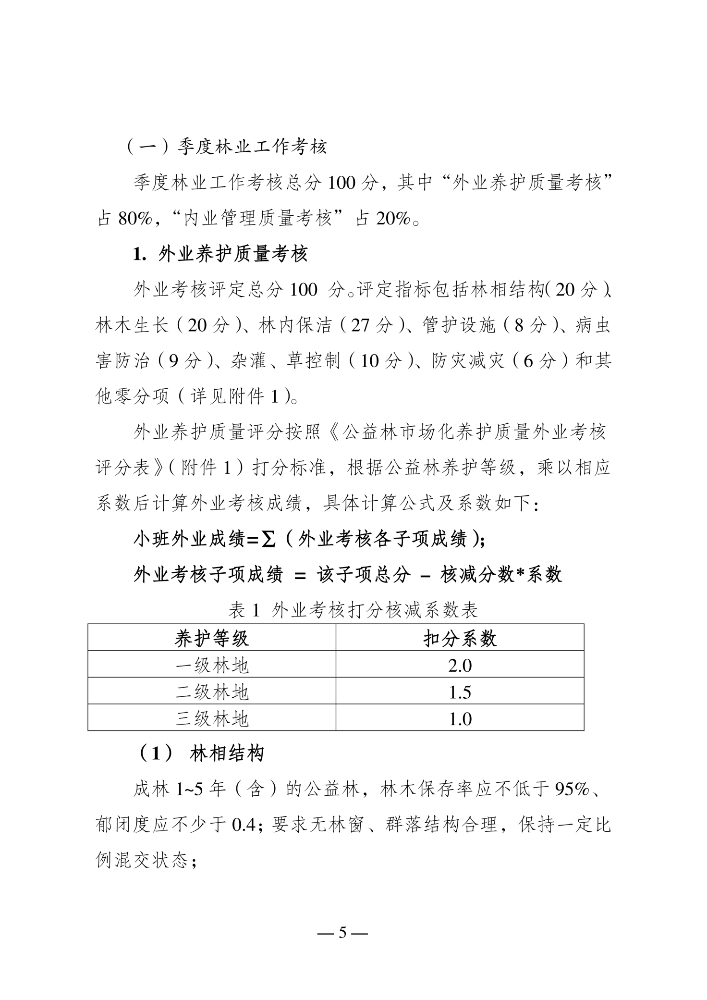 （一）季度林业工作考核
季度林业工作考核总分 100 分，其中“外业养护质量考核”
占 80%，“内业管理质量考核” 占 20%。
1. 外业养护质量考核
外业考核评定总分 100 分。评定指标包括林相结构（20 分）、
林木生长（20 分）、林内保洁（27 分）、管护设施（8 分）、病虫
害防治（9 分）、杂灌、草控制（10 分）、防灾减灾（6 分）和其
他零分项（详见附件 1）。
外业养护质量评分按照《公益林市场化养护质量外业考核
评分表》（附件 1）打分标准，根据公益林养护等级，乘以相应
系数后计算外业考核成绩，具体计算公式及系数如下：
小班外业成绩=∑（外业考核各子项成绩）；
外业考核子项成绩 = 该子项总分 – 核减分数*系数
表 1 外业考核打分核减系数表
养护等级 扣分系数
一级林地 2.0
二级林地 1.5
三级林地 1.0
（1） 林相结构
成林 1~5 年（含）的公益林，林木保存率应不低于 95%、
郁闭度应不少于 0.4；要求无林窗、群落结构合理，保持一定比
例混交状态；
— 5 —